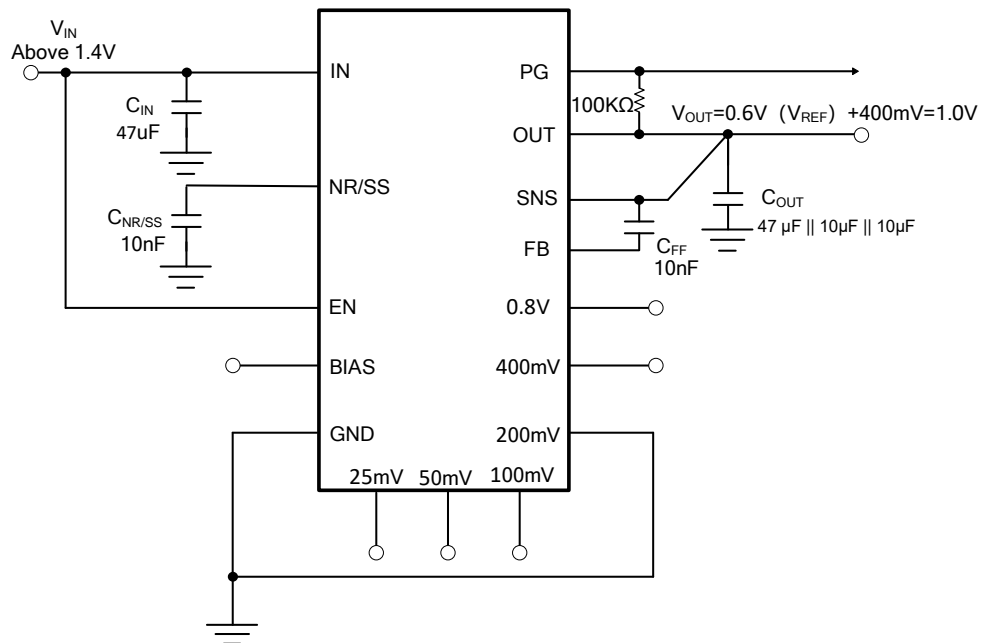 V_IN
Above 1.4V
IN
PG
C_IN
47uF
100KΩ
V_OUT=0.6V (V_REF) +400mV=1.0V
OUT
NR/SS
SNS
C_NR/SS
10nF
C_OUT
47 µF || 10µF || 10µF
FB
C_FF
10nF
EN
0.8V
BIAS
400mV
GND
200mV
25mV
50mV
100mV